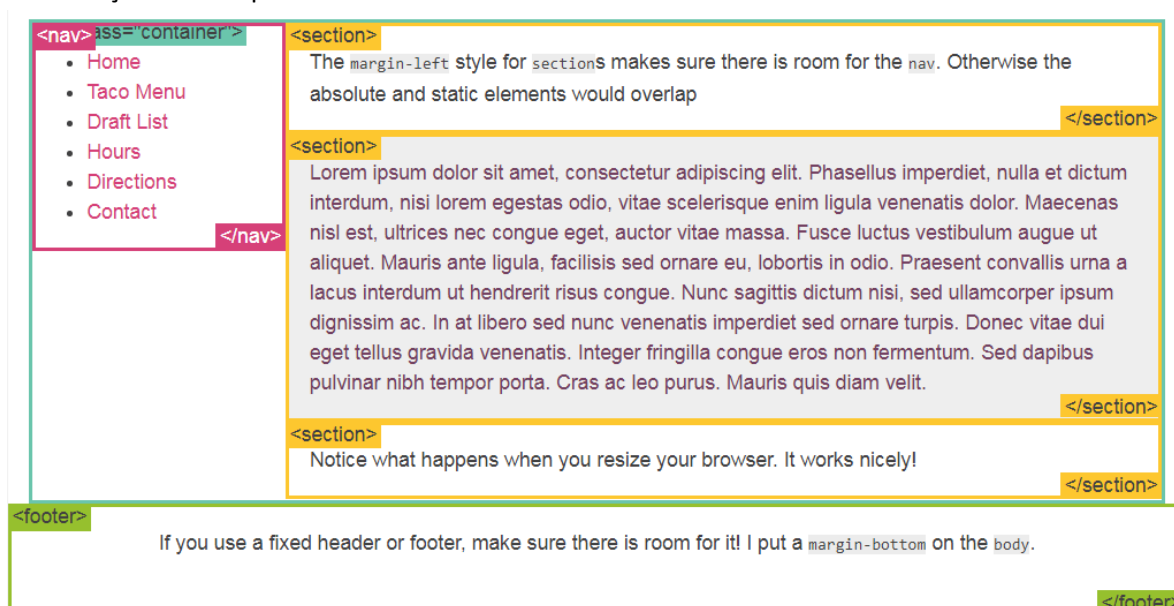 <nav>
ass="container">
Home
Taco Menu
Draft List
Hours
Directions
Contact
</nav>
<section>
The margin-left style for sections makes sure there is room for the nav. Otherwise the
absolute and static elements would overlap
</section>
<section>
Lorem ipsum dolor sit amet, consectetur adipiscing elit. Phasellus imperdiet, nulla et dictum
interdum, nisi lorem egestas odio, vitae scelerisque enim ligula venenatis dolor. Maecenas
nisl est, ultrices nec congue eget, auctor vitae massa. Fusce luctus vestibulum augue ut
aliquet. Mauris ante ligula, facilisis sed ornare eu, lobortis in odio. Praesent convallis urna a
lacus interdum ut hendrerit risus congue. Nunc sagittis dictum nisi, sed ullamcorper ipsum
dignissim ac. In at libero sed nunc venenatis imperdiet sed ornare turpis. Donec vitae dui
eget tellus gravida venenatis. Integer fringilla congue eros non fermentum. Sed dapibus
pulvinar nibh tempor porta. Cras ac leo purus. Mauris quis diam velit.
</section>
<section>
Notice what happens when you resize your browser. It works nicely!
</section>
<footer>
If you use a fixed header or footer, make sure there is room for it! I put a margin-bottom on the body.
</footer>